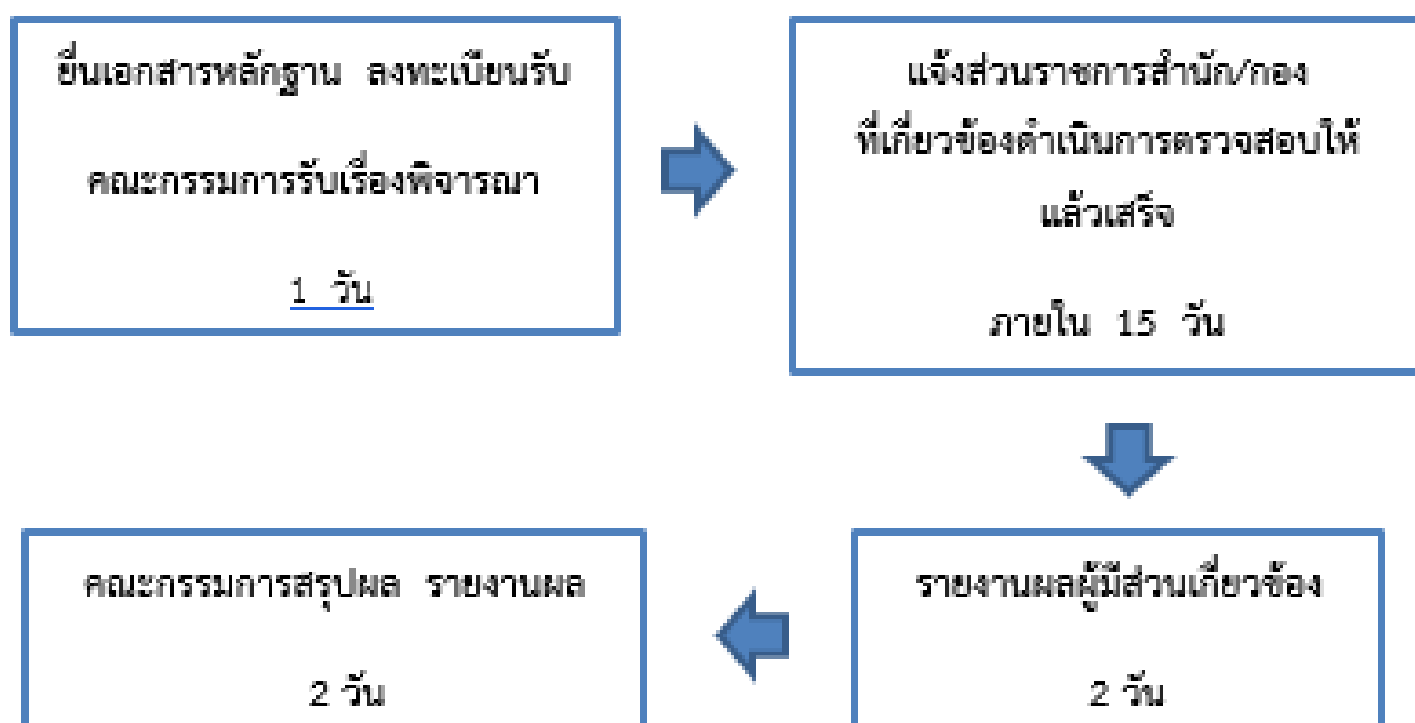 ยื่นเอกสารหลักฐาน ลงทะเบียนรับ
คณะกรรมการรับเรื่องพิจารณา
1 วัน
แจ้งส่วนราชการสำนัก/กอง
ที่เกี่ยวข้องดำเนินการตรวจสอบให้
แล้วเสร็จ
ภายใน 15 วัน
รายงานผลผู้มีส่วนเกี่ยวข้อง
2 วัน
คณะกรรมการสรุปผล รายงานผล
2 วัน